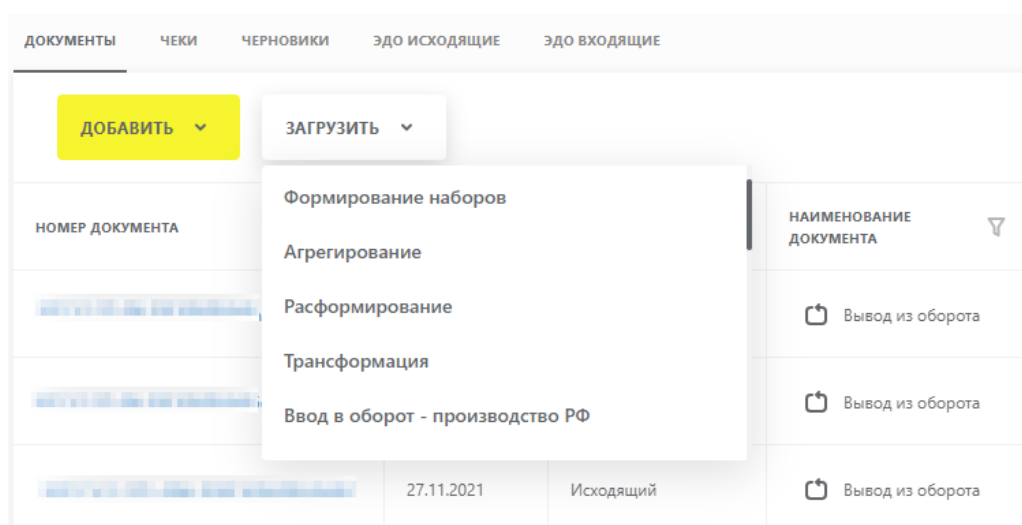 ДОКУМЕНТЫ ЧЕКИ ЧЕРНОВИКИ ЭДО ИСХОДЯЩИЕ ЭДО ВХОДЯЩИЕ
ДОБАВИТЬ ЗАГРУЗИТЬ
Формирование наборов
Агрегирование
Расформирование
Трансформация
Ввод в оборот - производство РФ
НОМЕР ДОКУМЕНТА
НАИМЕНОВАНИЕ
ДОКУМЕНТА
Вывод из оборота
Вывод из оборота
27.11.2021 Исходящий Вывод из оборота